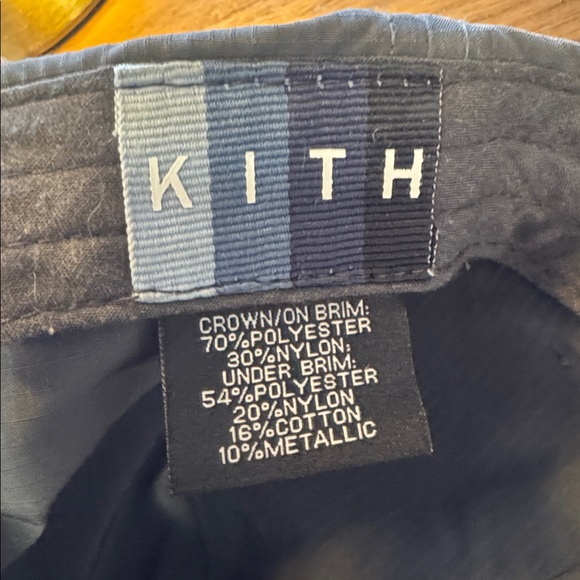 KITH
CROWN/ON BRIM:
70%POLYESTER
30%NYLON:
UNDER BRIM:
54%POLYESTER
20%NYLON
16%COTTON
10%METALLIC